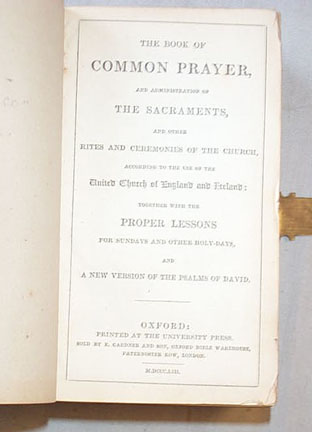 THE BOOK OF
COMMON PRAYER,
AND ADMINISTRATION OF
THE SACRAMENTS,
AND OTHER
RITES AND CEREMONIES OF THE CHURCH,
ACCORDING TO THE USE OF THE
United Church of England and Ireland:
TOGETHER WITH THE
PROPER LESSONS
FOR SUNDAYS AND OTHER HOLY-DAYS,
AND
A NEW VERSION OF THE PSALMS OF DAVID.
OXFORD:
PRINTED AT THE UNIVERSITY PRESS.
SOLD BY E. GARDNER AND SON, OXFORD BIBLE WAREHOUSE,
PATERNOSTER ROW, LONDON.